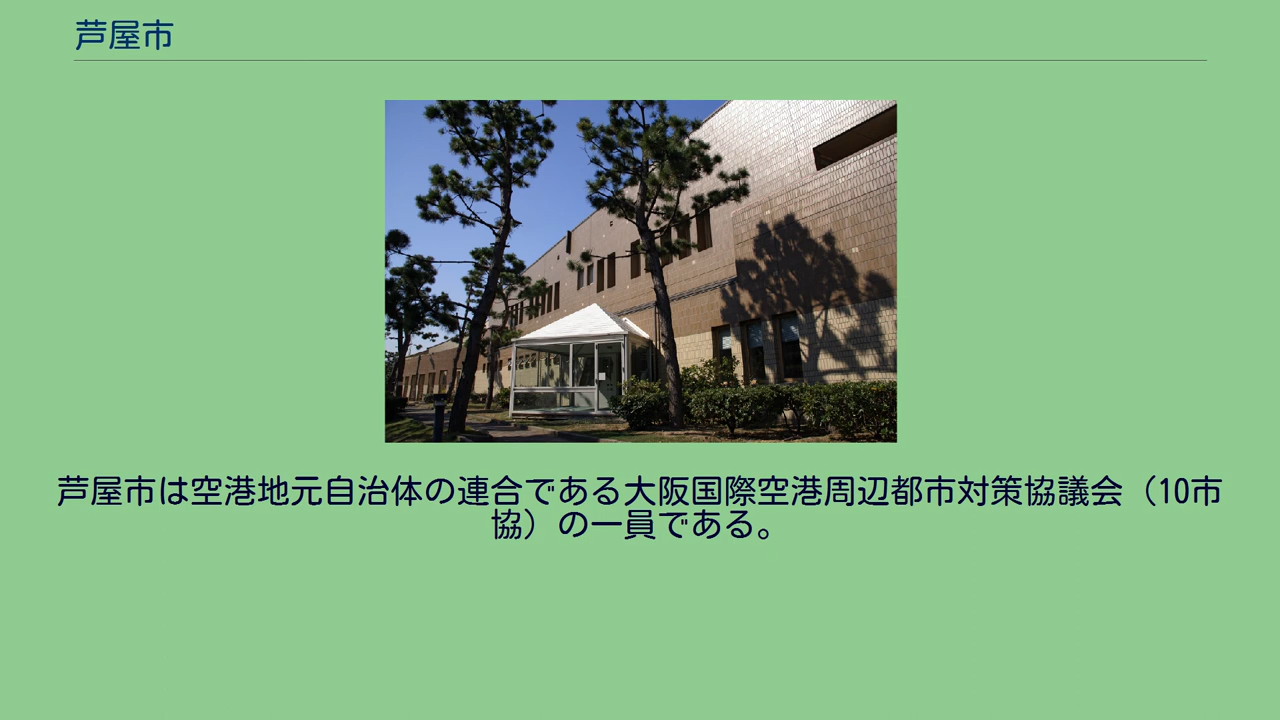 芦屋市
芦屋市は空港地元自治体の連合である大阪国際空港周辺都市対策協議会（10市
協）の一員である。